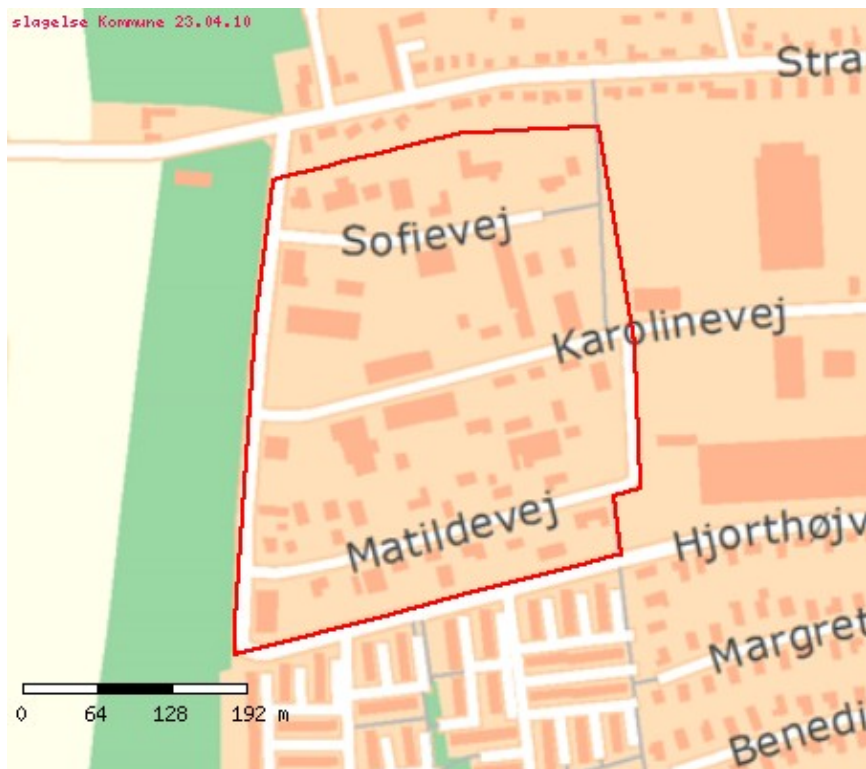 slagelse Kommune 23.04.10
Stra
Sofievej
Karolinevej
Matildevej
Hjorthøjv
Margret
Benedi
0 64 128 192 m